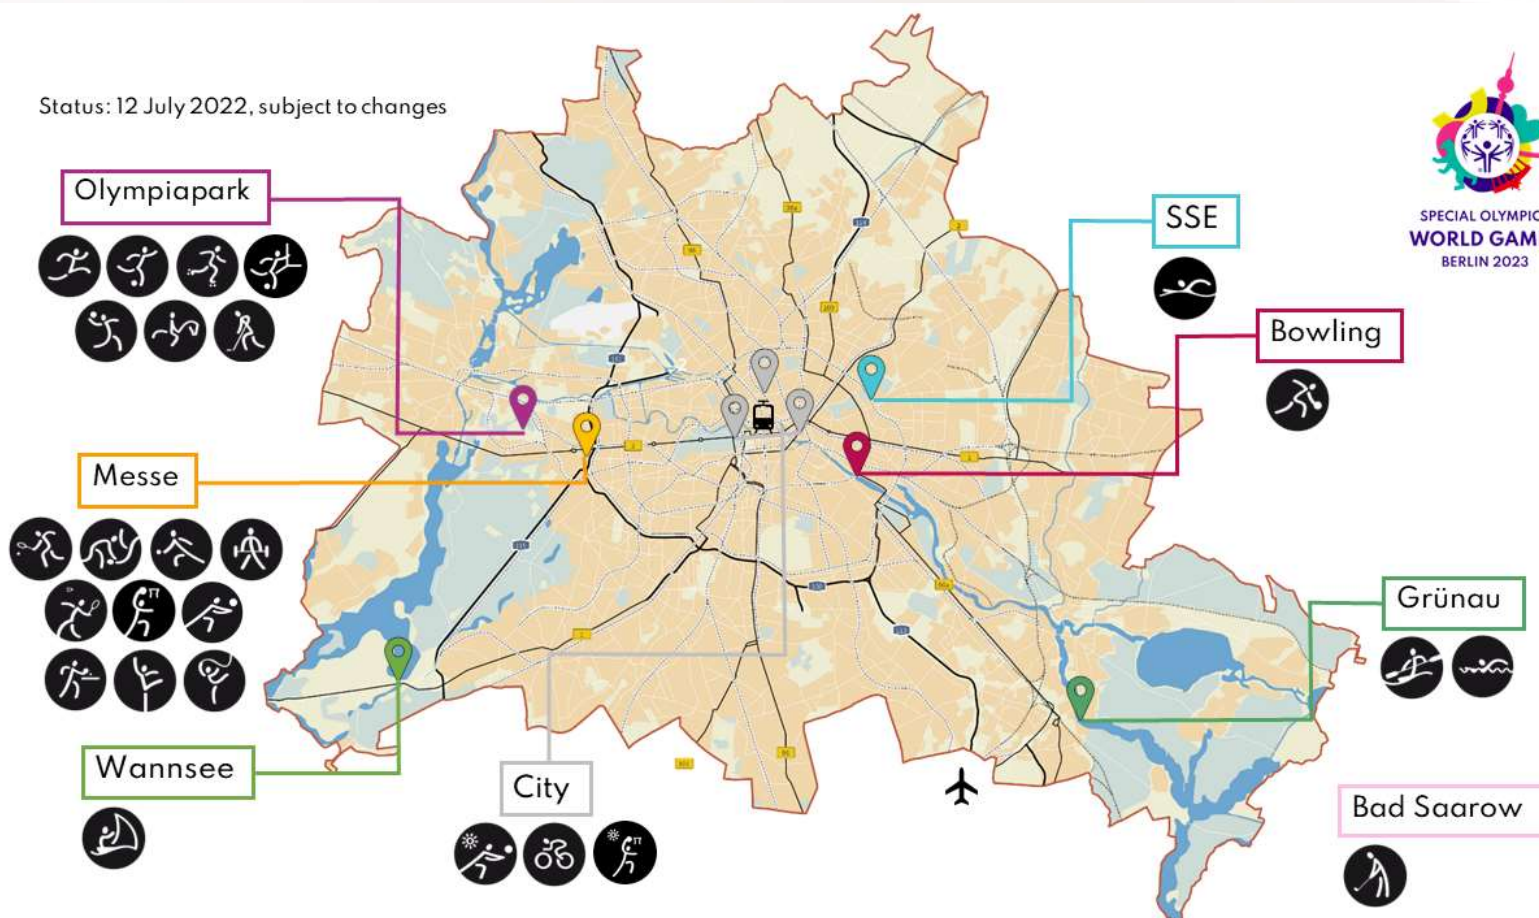 Status: 12 July 2022, subject to changes
Olympiapark
SSE
SPECIAL OLYMPIC
WORLD GAM
BERLIN 2023
Bowling
Messe
Grünau
Wannsee
City
Bad Saarow